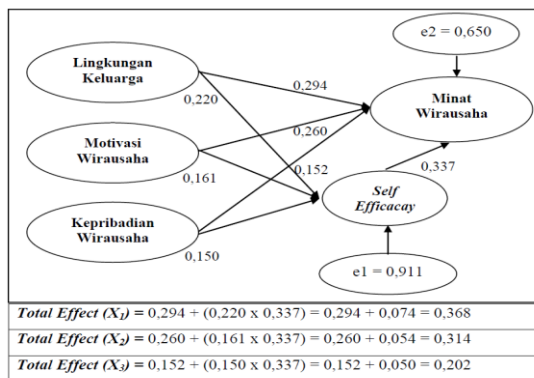 e2 = 0,650
Lingkungan
Keluarga
0,294
0,220
Minat
Wirausaha
0,260
Motivasi
Wirausaha
0,152
0,161
0,337
Self
Efficacay
Kepribadian
Wirausaha
0,150
e1 = 0,911
Total Effect (X1) = 0,294 + (0,220 x 0,337) = 0,294 + 0,074 = 0,368
Total Effect (X2) = 0,260 + (0,161 x 0,337) = 0,260 + 0,054 = 0,314
Total Effect (X3) = 0,152 + (0,150 x 0,337) = 0,152 + 0,050 = 0,202